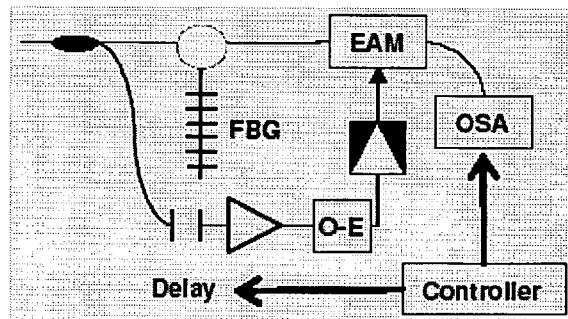 EAM
FBG
OSA
O-E
Delay
Controller